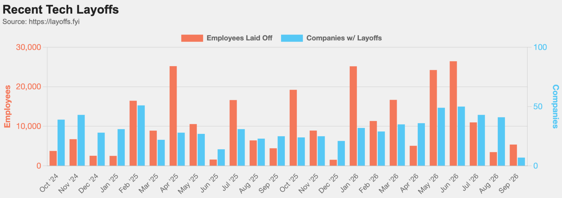 Recent Tech Layoffs
Source: https://layoffs.fyi
Employees Laid Off Companies w/ Layoffs
30,000 100
20,000
50
10,000
0 0
Employees
Companies
Oct '24 Nov '24 Dec '24 Jan '25 Feb '25 Mar '25 Apr '25 May '25 Jun '25 Jul '25 Aug '25 Sep '25 Oct '25 Nov '25 Dec '25 Jan '26 Feb '26 Mar '26 Apr '26 May '26 Jun '26 Jul '26 Aug '26 Sep '26